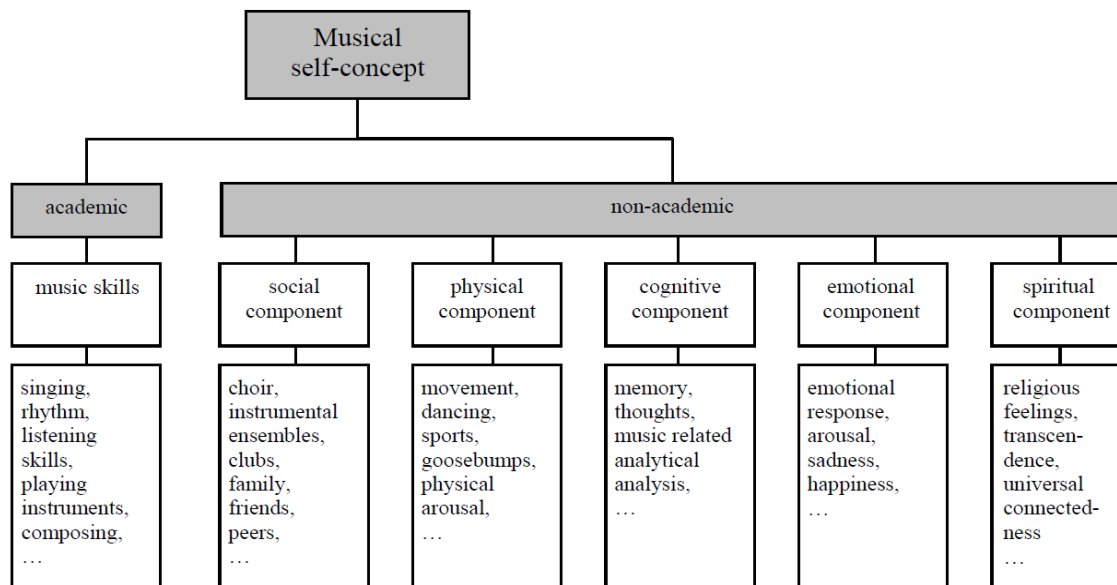 Musical
self-concept
academic
non-academic
music skills
social
component
physical
component
cognitive
component
emotional
component
spiritual
component
singing,
rhythm,
listening
skills,
playing
instruments,
composing,
…
choir,
instrumental
ensembles,
clubs,
family,
friends,
peers,
…
movement,
dancing,
sports,
goosebumps,
physical
arousal,
…
memory,
thoughts,
music related
analytical
analysis,
…
emotional
response,
arousal,
sadness,
happiness,
…
religious
feelings,
transcen-
dence,
universal
connected-
ness
…